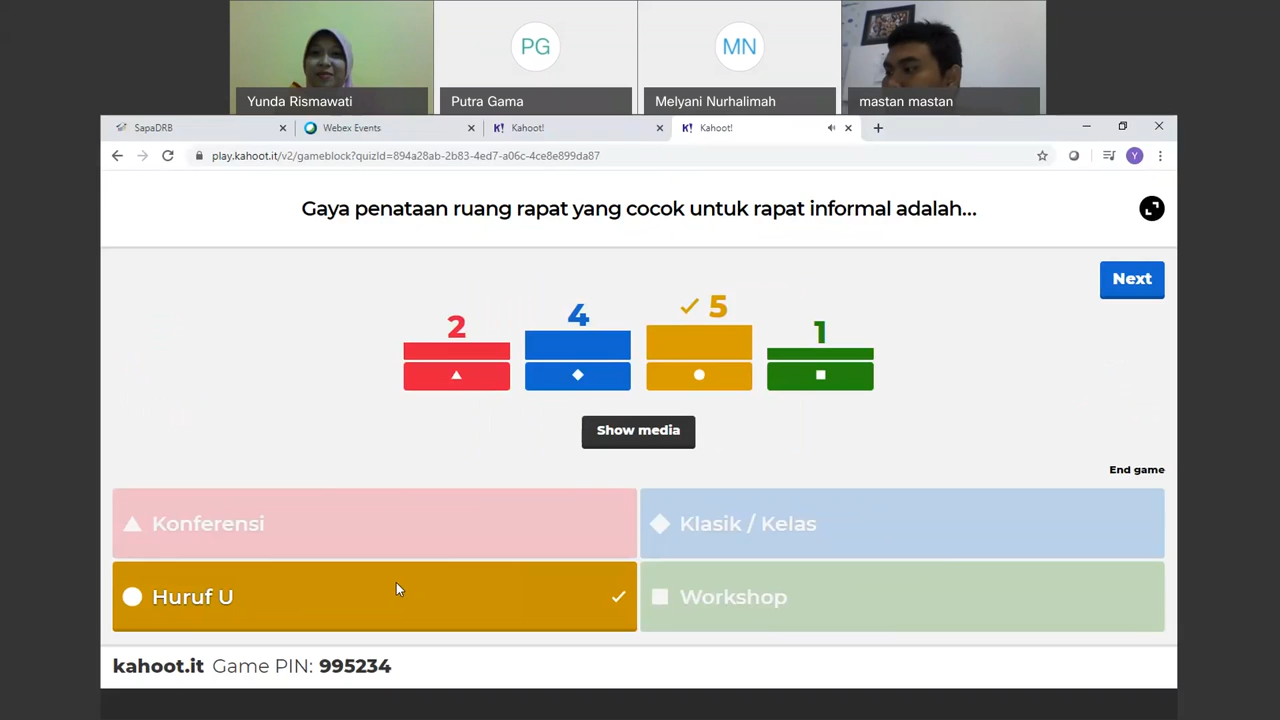 PG
MN
Yunda Rismawati
Putra Gama
Melyani Nurhalimah
mastan mastan
SapaDRB
Webex Events
K! Kahoot!
K! Kahoot!
play.kahoot.it/v2/gameblock?quizId=894a28ab-2b83-4ed7-a06c-4ce8e899da87
Y
Gaya penataan ruang rapat yang cocok untuk rapat informal adalah...
Next
2
4
5
1
Show media
End game
Konferensi
Klasik / Kelas
Huruf U
Workshop
kahoot.it Game PIN: 995234